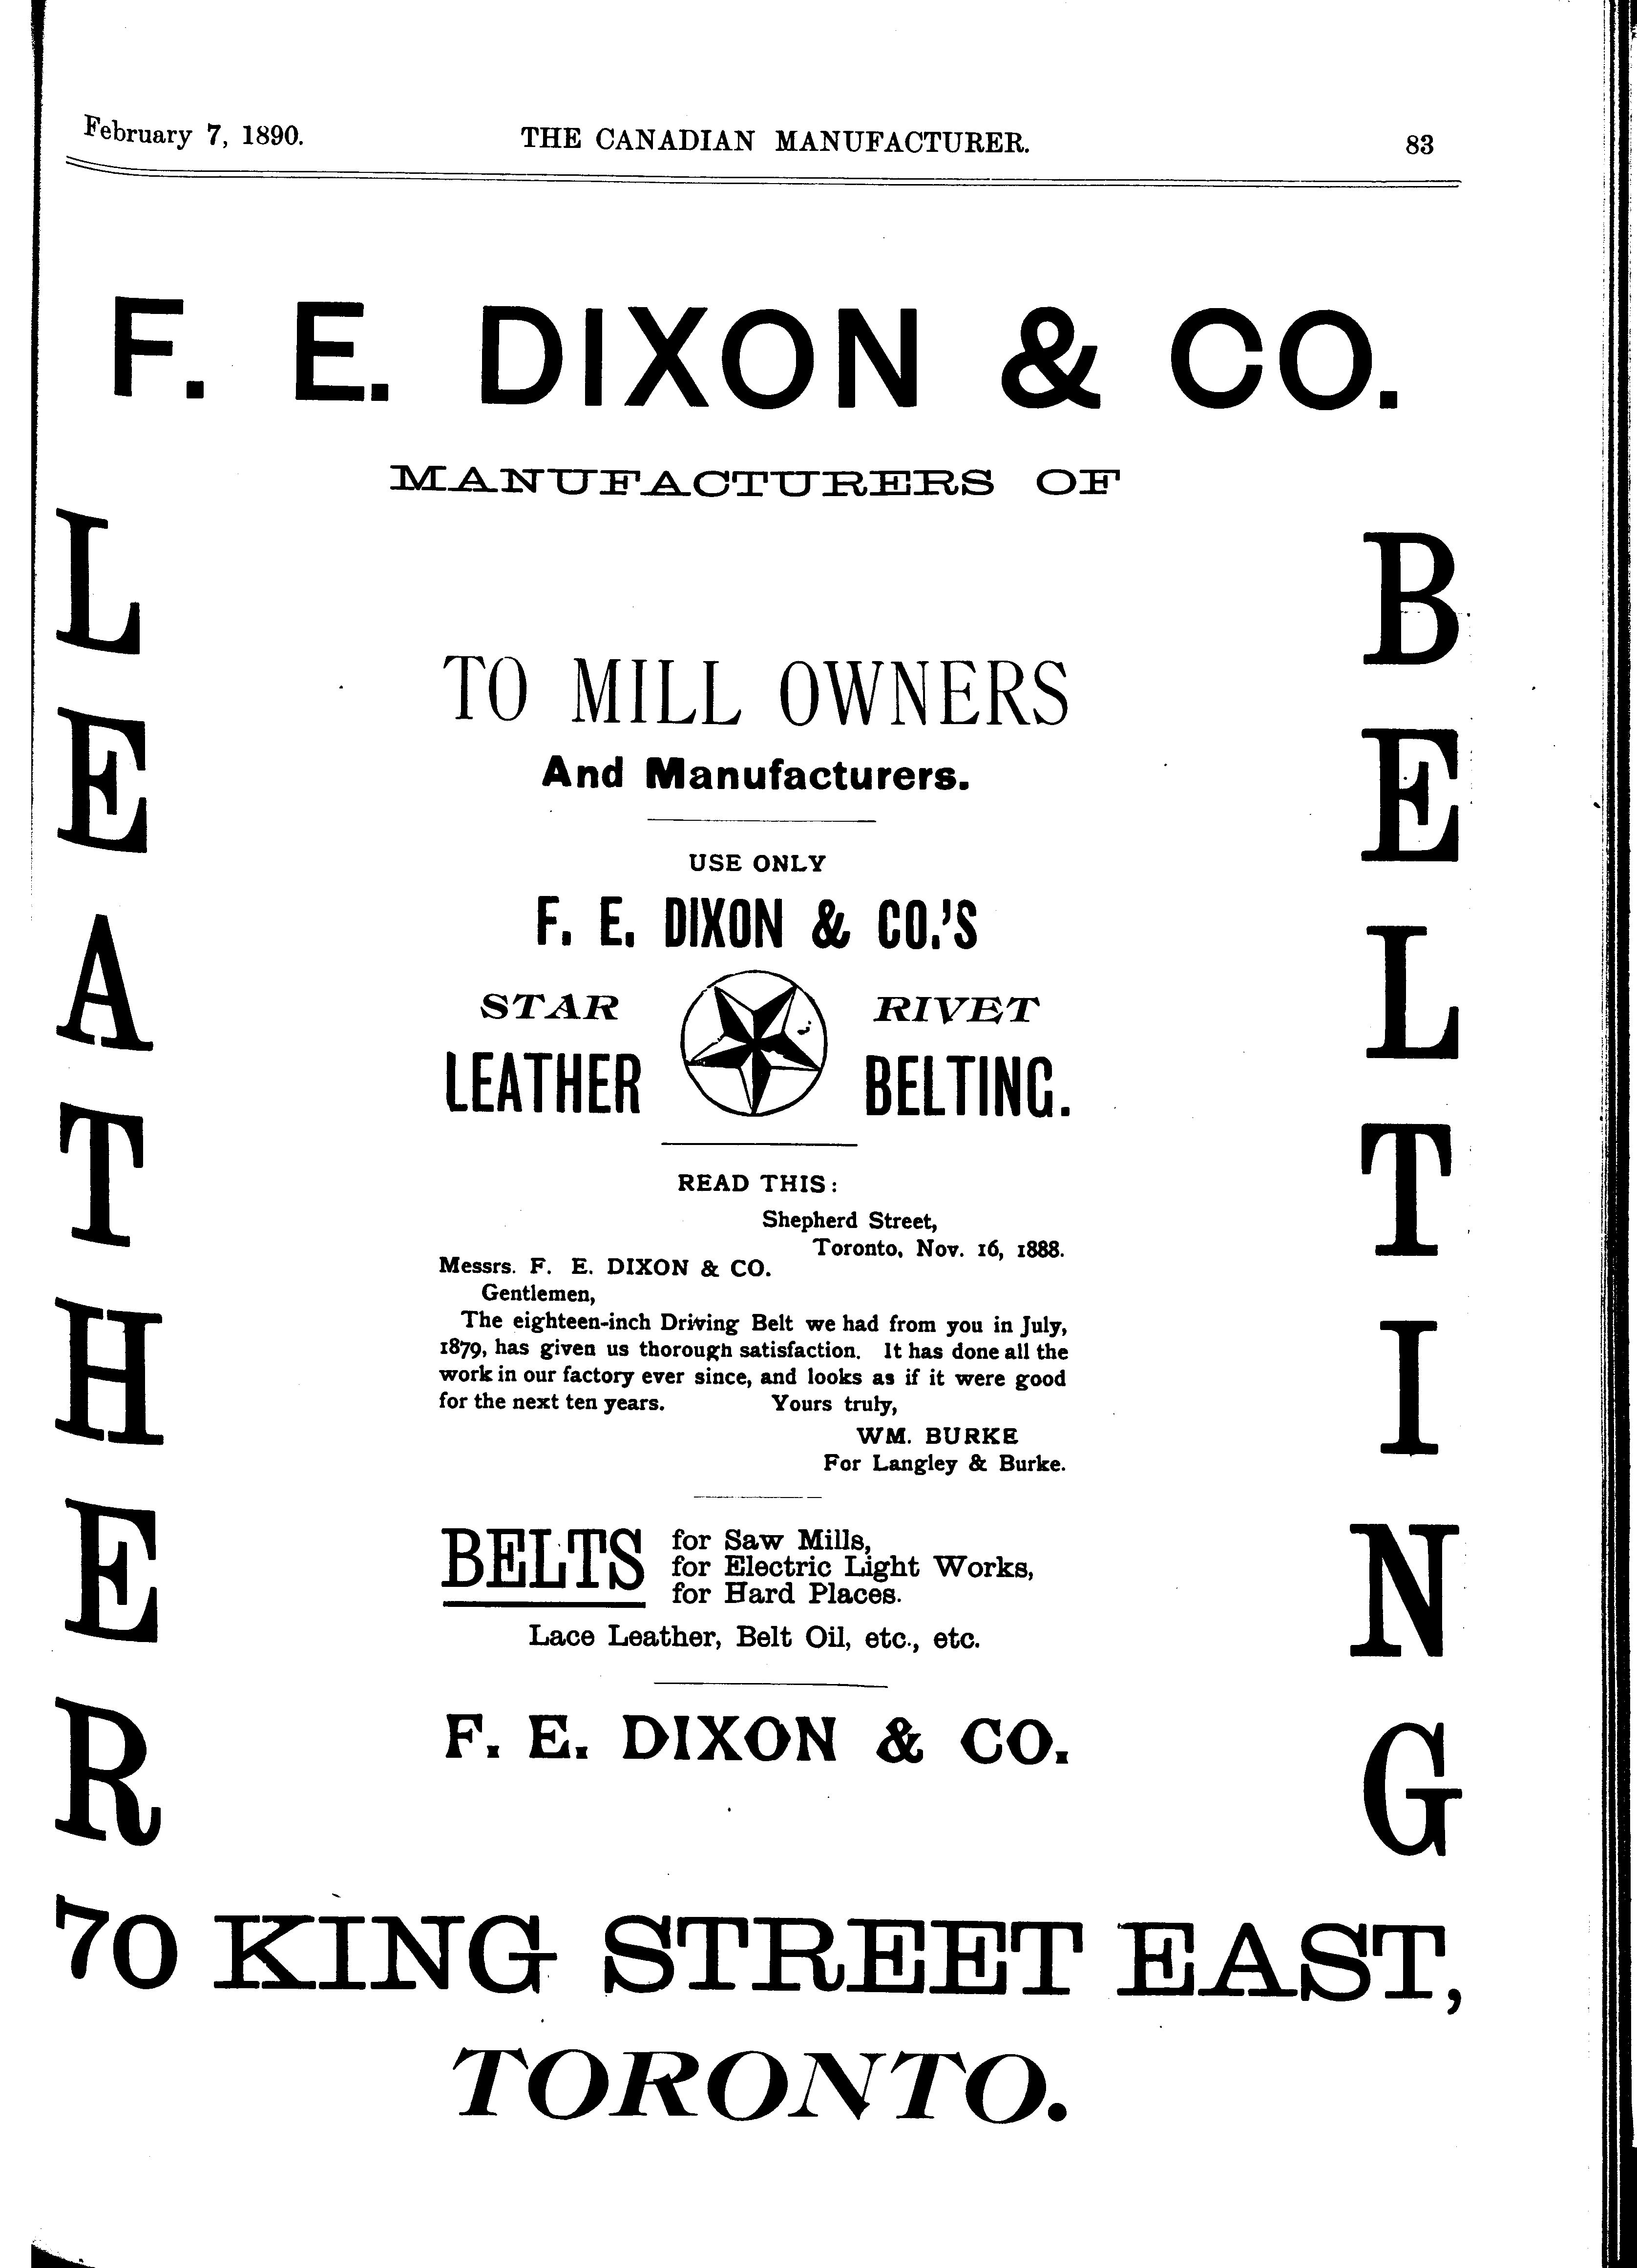 February 7, 1890. THE CANADIAN MANUFACTURER. 83
F. E. DIXON & CO.
MANUFACTURERS OF
LEATHER
BELTING
TO MILL OWNERS
And Manufacturers.
USE ONLY
F. E. DIXON & CO.'S
STAR RIVET
LEATHER BELTING.
READ THIS:
Shepherd Street,
Toronto, Nov. 16, 1888.
Messrs. F. E. DIXON & CO.
Gentlemen,
The eighteen-inch Driving Belt we had from you in July,
1879, has given us thorough satisfaction. It has done all the
work in our factory ever since, and looks as if it were good
for the next ten years. Yours truly,
WM. BURKE
For Langley & Burke.
BELTS for Saw Mills,
for Electric Light Works,
for Hard Places.
Lace Leather, Belt Oil, etc., etc.
F. E. DIXON & CO.
70 KING STREET EAST,
TORONTO.